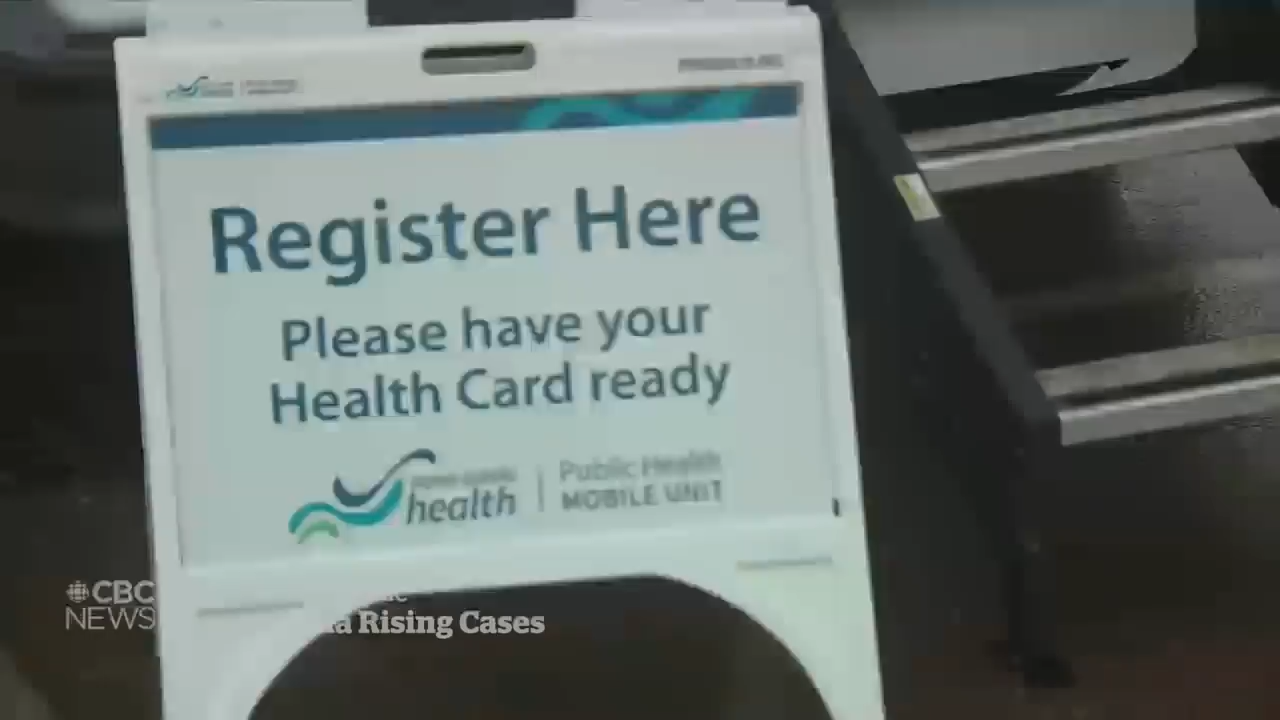 Register Here
Please have your
Health Card ready
health
Public Health
MOBILE UNIT
CBC
NEWS
Rising Cases